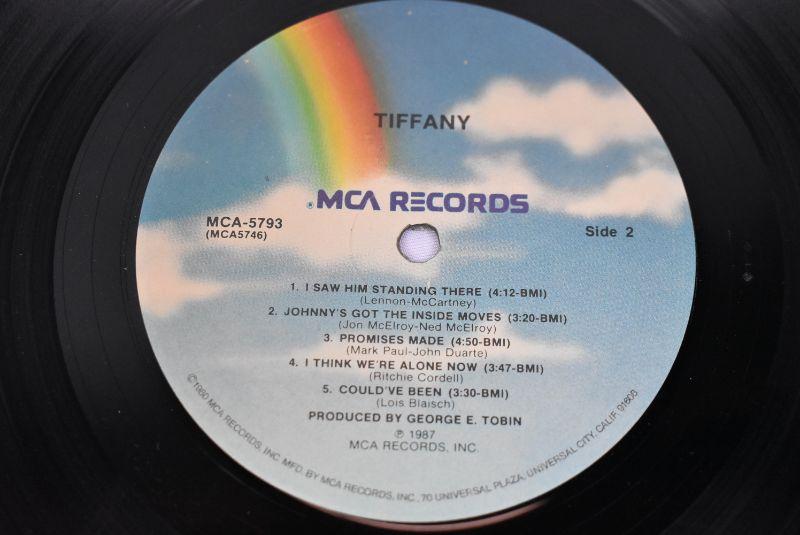 TIFFANY
® MCA RECORDS
MCA-5793
(MCA5746)
Side 2
1. I SAW HIM STANDING THERE (4:12-BMI)
(Lennon-McCartney)
2. JOHNNY'S GOT THE INSIDE MOVES (3:20-BMI)
(Jon McElroy-Ned McElroy)
3. PROMISES MADE (4:50-BMI)
(Mark Paul-John Duarte)
4. I THINK WE'RE ALONE NOW (3:47-BMI)
(Ritchie Cordell)
5. COULD'VE BEEN (3:30-BMI)
(Lois Blaisch)
PRODUCED BY GEORGE E. TOBIN
℗ 1987
MCA RECORDS, INC.
©1980 MCA RECORDS, INC. MFD. BY MCA RECORDS, INC., 70 UNIVERSAL PLAZA, UNIVERSAL CITY, CALIF. 91608